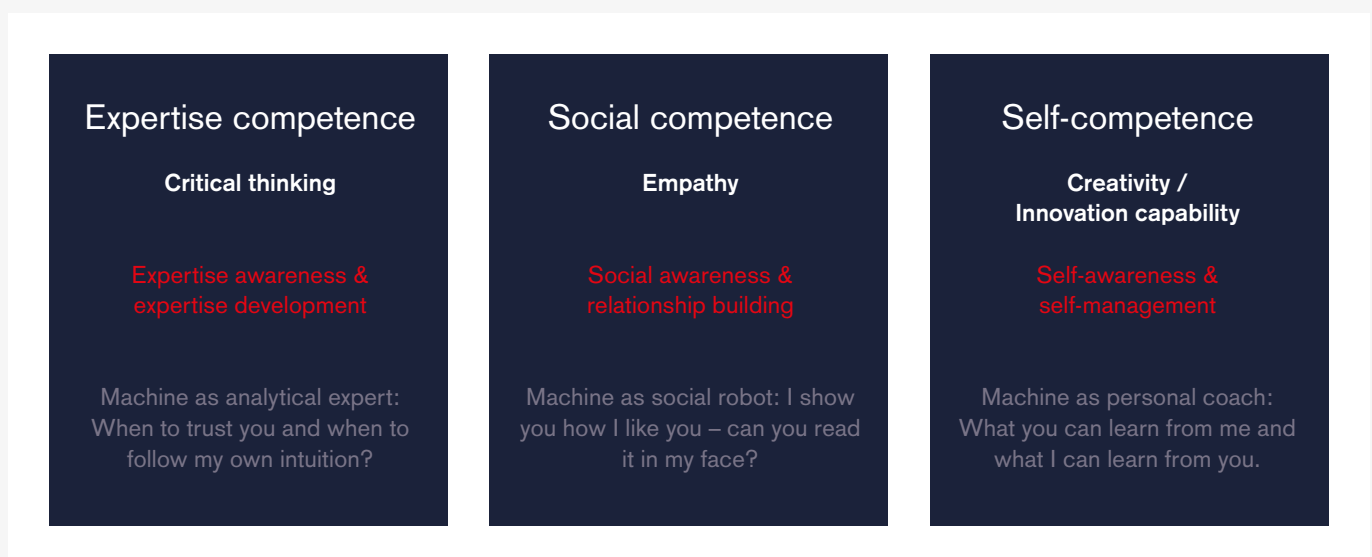 Expertise competence
Critical thinking
Expertise awareness &
expertise development
Machine as analytical expert:
When to trust you and when to
follow my own intuition?
Social competence
Empathy
Social awareness &
relationship building
Machine as social robot: I show
you how I like you – can you read
it in my face?
Self-competence
Creativity /
Innovation capability
Self-awareness &
self-management
Machine as personal coach:
What you can learn from me and
what I can learn from you.